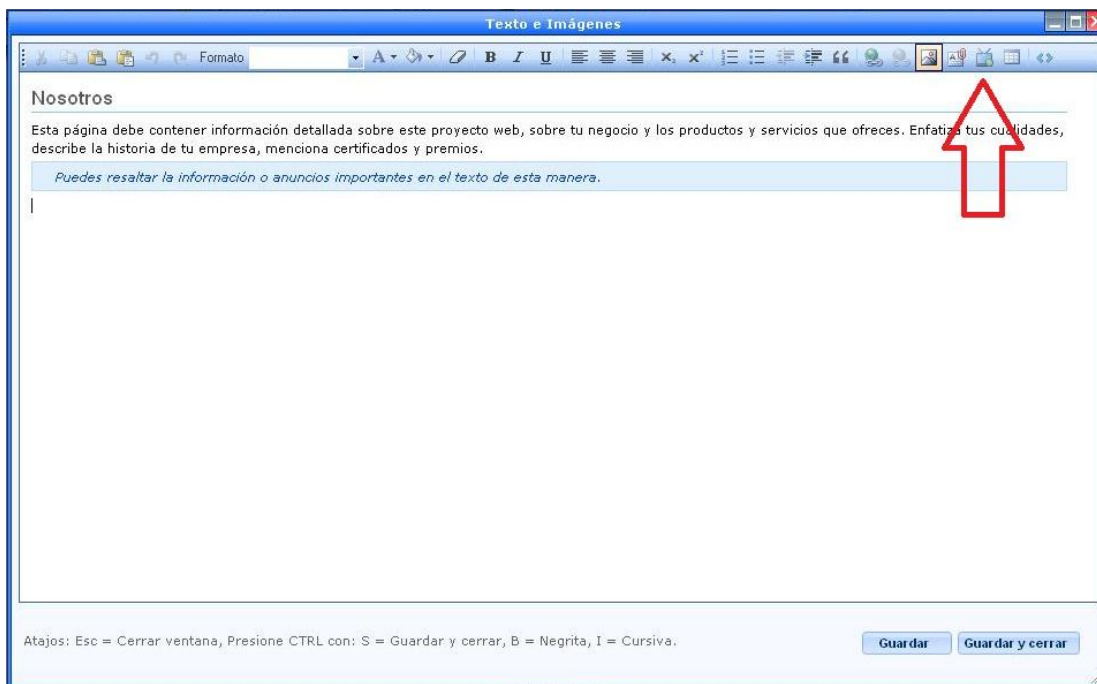 Texto e Imágenes
Formato
A
B I U
x₂ x²
Nosotros
Esta página debe contener información detallada sobre este proyecto web, sobre tu negocio y los productos y servicios que ofreces. Enfatiza tus cualidades,
describe la historia de tu empresa, menciona certificados y premios.
Puedes resaltar la información o anuncios importantes en el texto de esta manera.
Atajos: Esc = Cerrar ventana, Presione CTRL con: S = Guardar y cerrar, B = Negrita, I = Cursiva.
Guardar
Guardar y cerrar